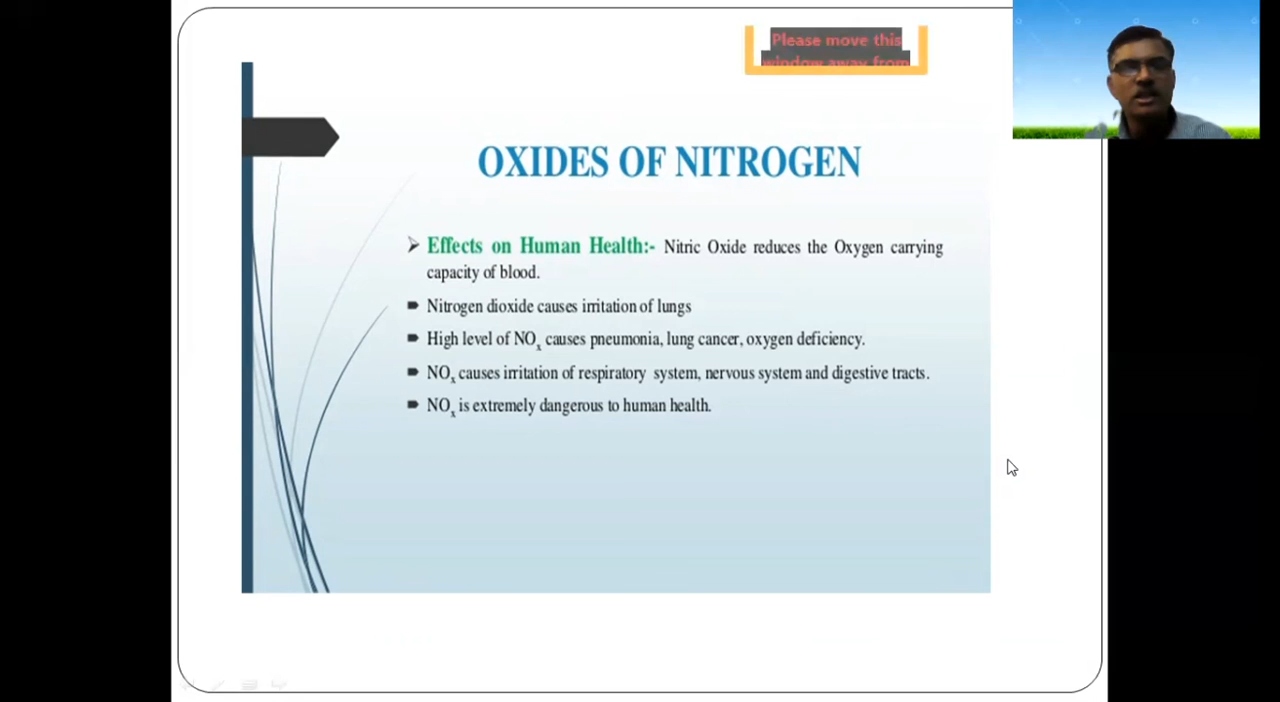 Please move this
window away from
OXIDES OF NITROGEN
Effects on Human Health:- Nitric Oxide reduces the Oxygen carrying
capacity of blood.
Nitrogen dioxide causes irritation of lungs
High level of NOx causes pneumonia, lung cancer, oxygen deficiency.
NOx causes irritation of respiratory system, nervous system and digestive tracts.
NOx is extremely dangerous to human health.